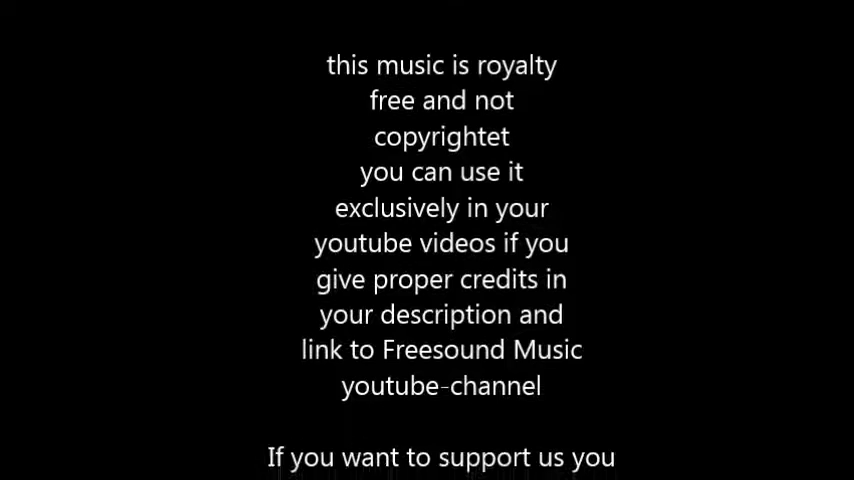 this music is royalty
free and not
copyrightet
you can use it
exclusively in your
youtube videos if you
give proper credits in
your description and
link to Freesound Music
youtube-channel
If you want to support us you